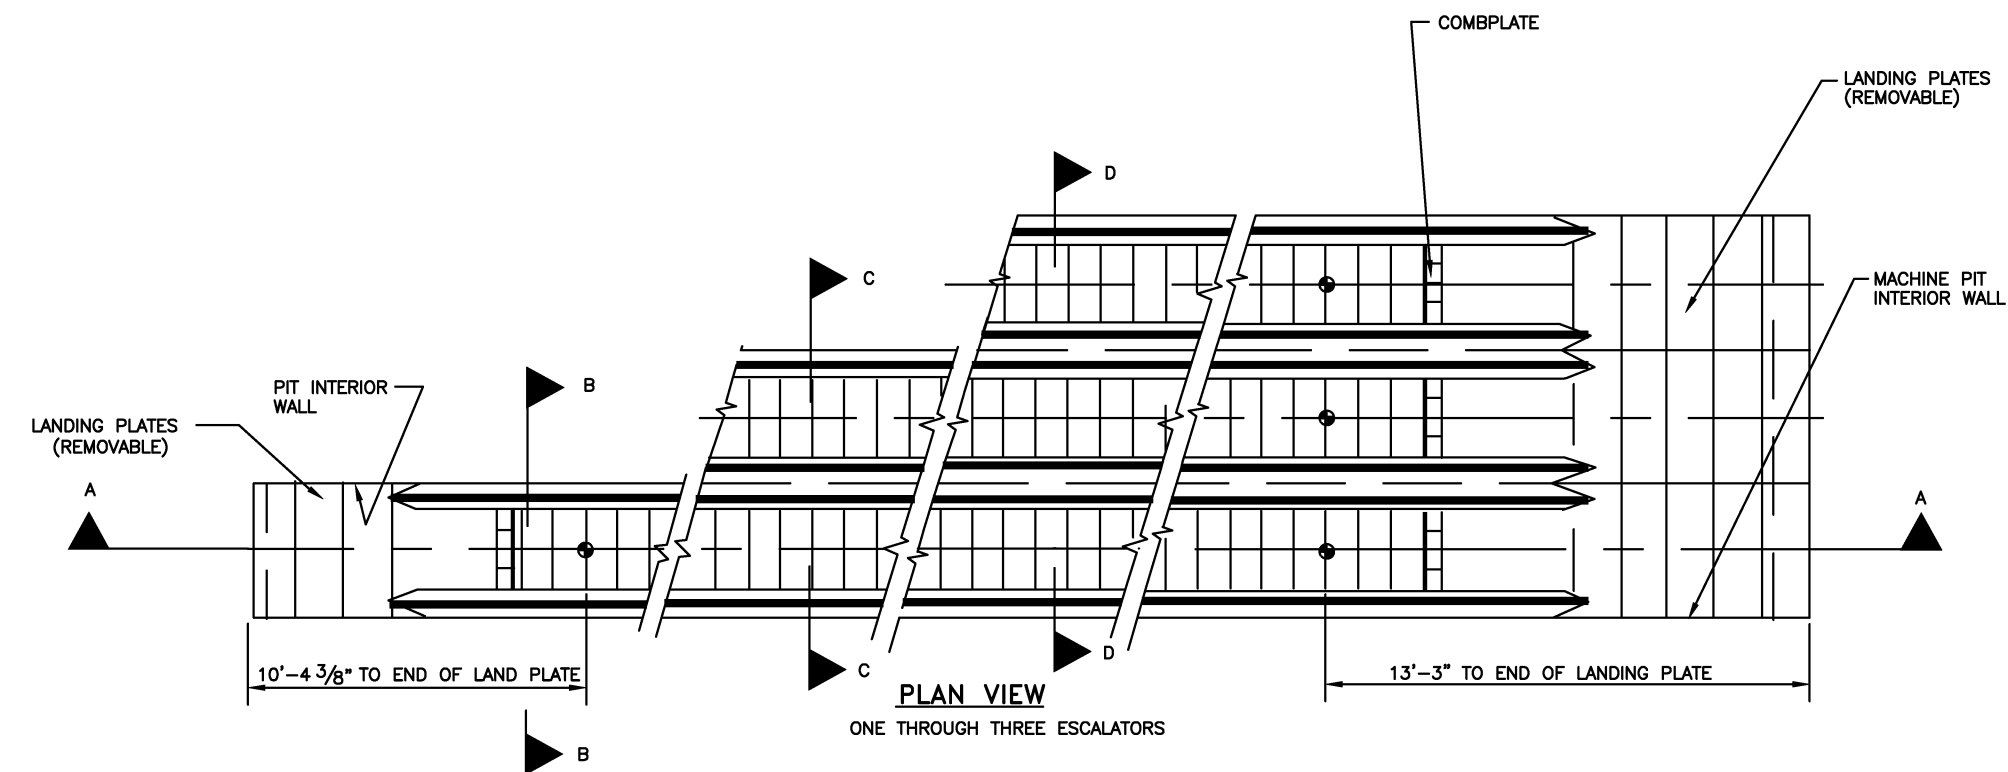 COMBPLATE
LANDING PLATES
(REMOVABLE)
D
C
MACHINE PIT
INTERIOR WALL
B
PIT INTERIOR
WALL
LANDING PLATES
(REMOVABLE)
A
A
10'-4 3/8" TO END OF LAND PLATE
C
D
13'-3" TO END OF LANDING PLATE
PLAN VIEW
ONE THROUGH THREE ESCALATORS
B